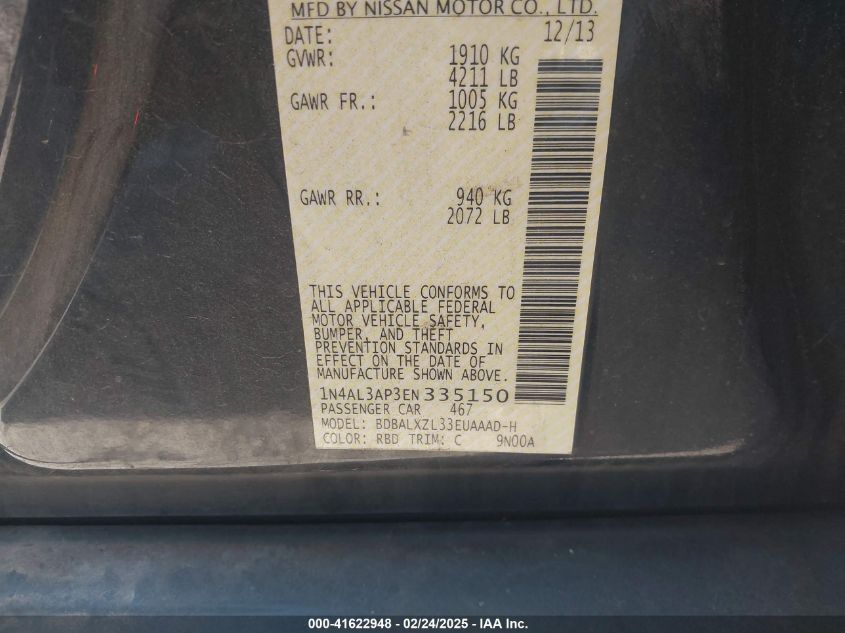 MFD BY NISSAN MOTOR CO., LTD.
DATE: 12/13
GVWR: 1910 KG
4211 LB
GAWR FR.: 1005 KG
2216 LB
GAWR RR.: 940 KG
2072 LB
THIS VEHICLE CONFORMS TO
ALL APPLICABLE FEDERAL
MOTOR VEHICLE SAFETY,
BUMPER, AND THEFT
PREVENTION STANDARDS IN
EFFECT ON THE DATE OF
MANUFACTURE SHOWN ABOVE.
1N4AL3AP3EN335150
PASSENGER CAR 467
MODEL: BDBALXZL33EUAAAD-H
COLOR: RBD TRIM: C 9N00A
000-41622948 - 02/24/2025 - IAA Inc.